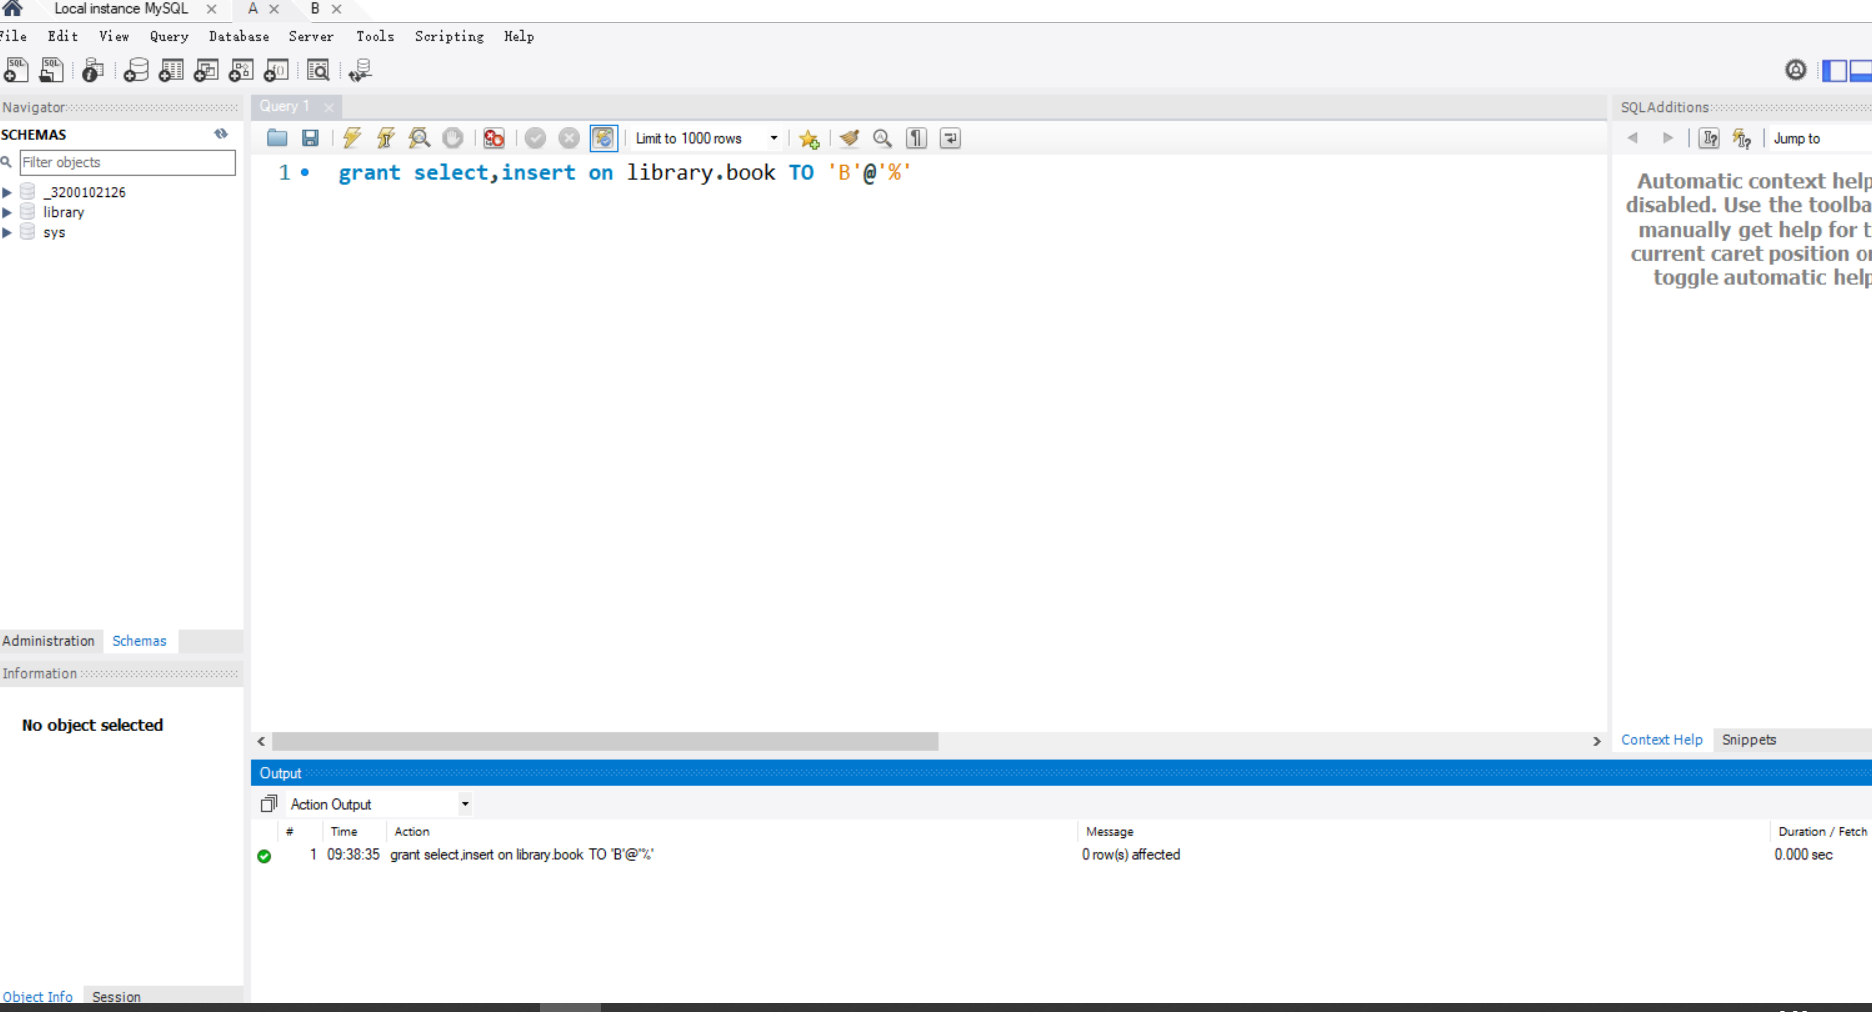 Local instance MySQL × A × B ×
File Edit View Query Database Server Tools Scripting Help
Navigator
SCHEMAS
Filter objects
_3200102126
library
sys
Administration Schemas
Information
No object selected
Object Info Session
Query 1 ×
Limit to 1000 rows
1 grant select,insert on library.book TO 'B'@'%'
SQLAdditions
Jump to
Automatic context help
disabled. Use the toolba
manually get help for t
current caret position or
toggle automatic help
Context Help Snippets
Output
Action Output
# Time Action Message Duration / Fetch
1 09:38:35 grant select,insert on library.book TO 'B'@'%' 0 row(s) affected 0.000 sec